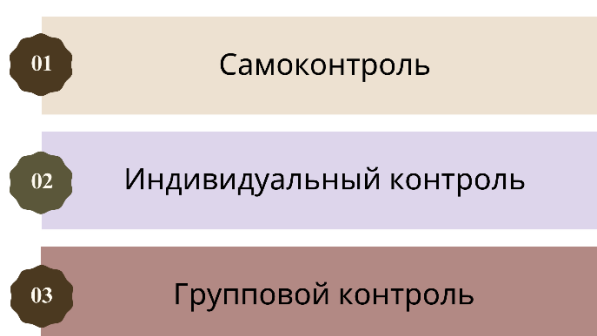 01
Самоконтроль
02
Индивидуальный контроль
03
Групповой контроль